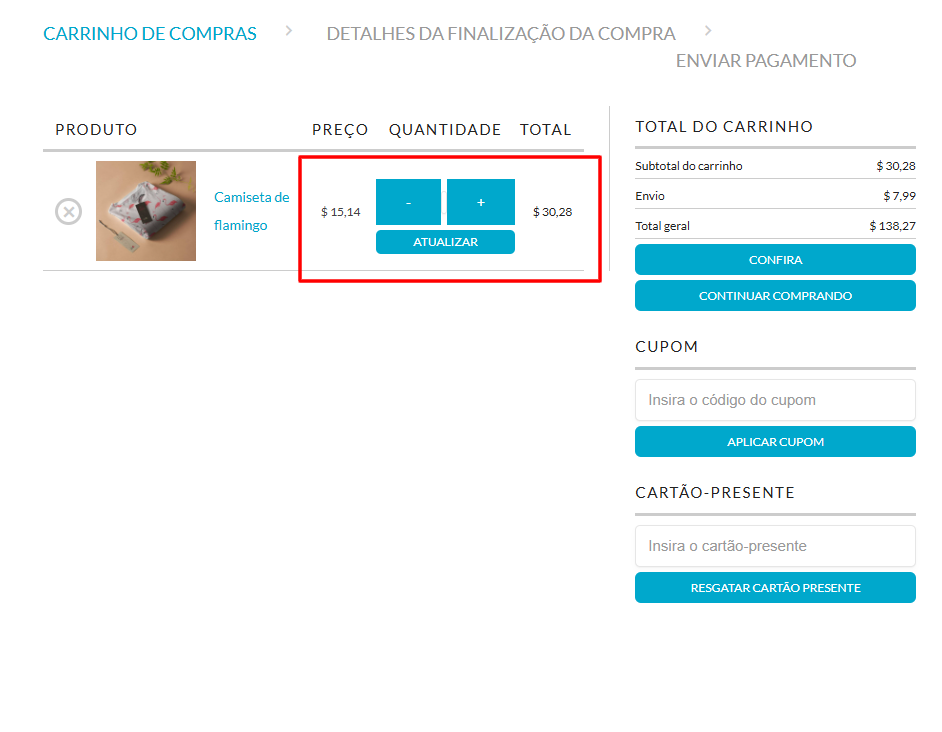 CARRINHO DE COMPRAS
DETALHES DA FINALIZAÇÃO DA COMPRA
ENVIAR PAGAMENTO
PRODUTO PREÇO QUANTIDADE TOTAL
Camiseta de
flamingo
$ 15,14 - + $ 30,28
ATUALIZAR
TOTAL DO CARRINHO
Subtotal do carrinho $ 30,28
Envio $ 7,99
Total geral $ 138,27
CONFIRA
CONTINUAR COMPRANDO
CUPOM
Insira o código do cupom
APLICAR CUPOM
CARTÃO-PRESENTE
Insira o cartão-presente
RESGATAR CARTÃO PRESENTE